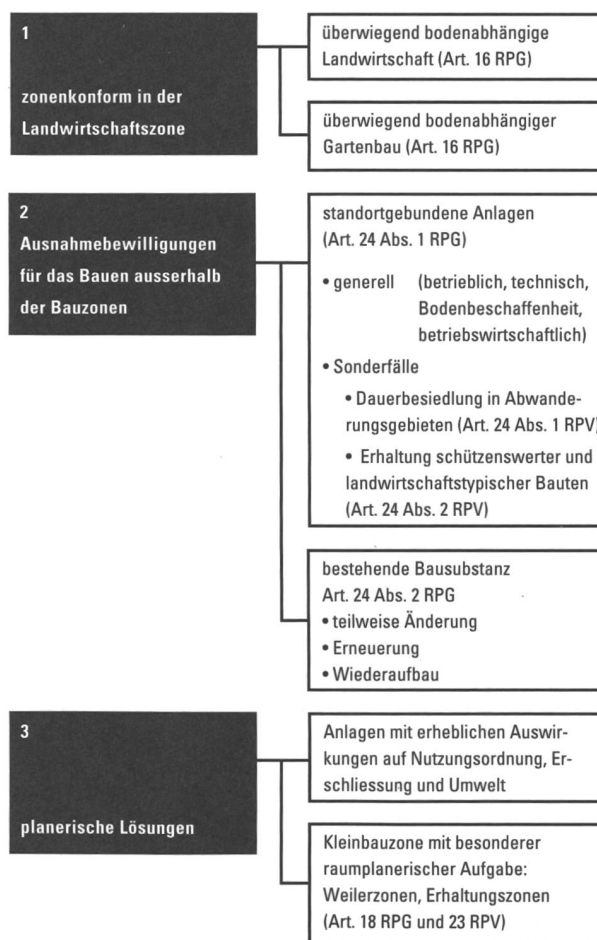 1
zonenkonform in der
Landwirtschaftszone
überwiegend bodenabhängige
Landwirtschaft (Art. 16 RPG)
überwiegend bodenabhängiger
Gartenbau (Art. 16 RPG)
2
Ausnahmebewilligungen
für das Bauen ausserhalb
der Bauzonen
standortgebundene Anlagen
(Art. 24 Abs. 1 RPG)
• generell (betrieblich, technisch,
Bodenbeschaffenheit,
betriebswirtschaftlich)
• Sonderfälle
• Dauerbesiedlung in Abwande-
rungsgebieten (Art. 24 Abs. 1 RPV)
• Erhaltung schützenswerter und
landwirtschaftstypischer Bauten
(Art. 24 Abs. 2 RPV)
bestehende Bausubstanz
Art. 24 Abs. 2 RPG
• teilweise Änderung
• Erneuerung
• Wiederaufbau
3
planerische Lösungen
Anlagen mit erheblichen Auswir-
kungen auf Nutzungsordnung, Er-
schliessung und Umwelt
Kleinbauzone mit besonderer
raumplanerischer Aufgabe:
Weilerzonen, Erhaltungszonen
(Art. 18 RPG und 23 RPV)